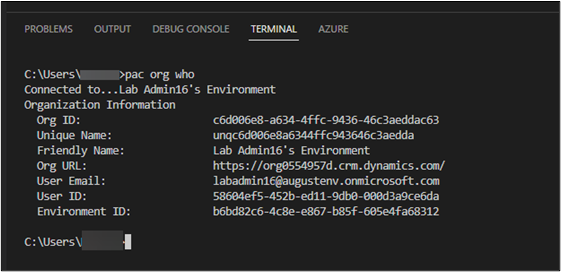 PROBLEMS OUTPUT DEBUG CONSOLE TERMINAL AZURE
C:\Users\ >pac org who
Connected to...Lab Admin16's Environment
Organization Information
Org ID: c6d006e8-a634-4ffc-9436-46c3aeddac63
Unique Name: unqc6d006e8a6344ffc943646c3aedda
Friendly Name: Lab Admin16's Environment
Org URL: https://org0554957d.crm.dynamics.com/
User Email: labadmin16@augustenv.onmicrosoft.com
User ID: 58604ef5-452b-ed11-9db0-000d3a9ce6da
Environment ID: b6bd82c6-4c8e-e867-b85f-605e4fa68312
C:\Users\